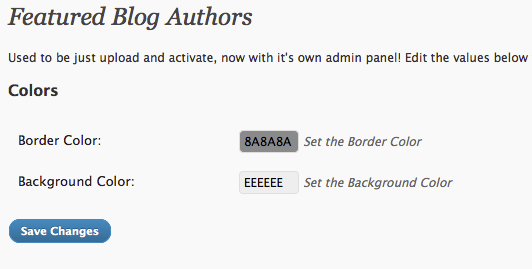 Featured Blog Authors
Used to be just upload and activate, now with it's own admin panel! Edit the values below
Colors
Border Color: 8A8A8A Set the Border Color
Background Color: EEEEEE Set the Background Color
Save Changes